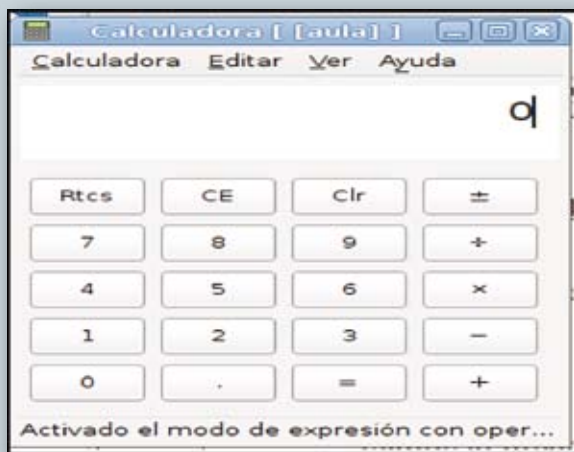 Calculadora [ [aula] ]
Calculadora Editar Ver Ayuda
0
Rtcs CE Clr ±
7 8 9 ÷
4 5 6 ×
1 2 3 −
0 . = +
Activado el modo de expresión con oper...